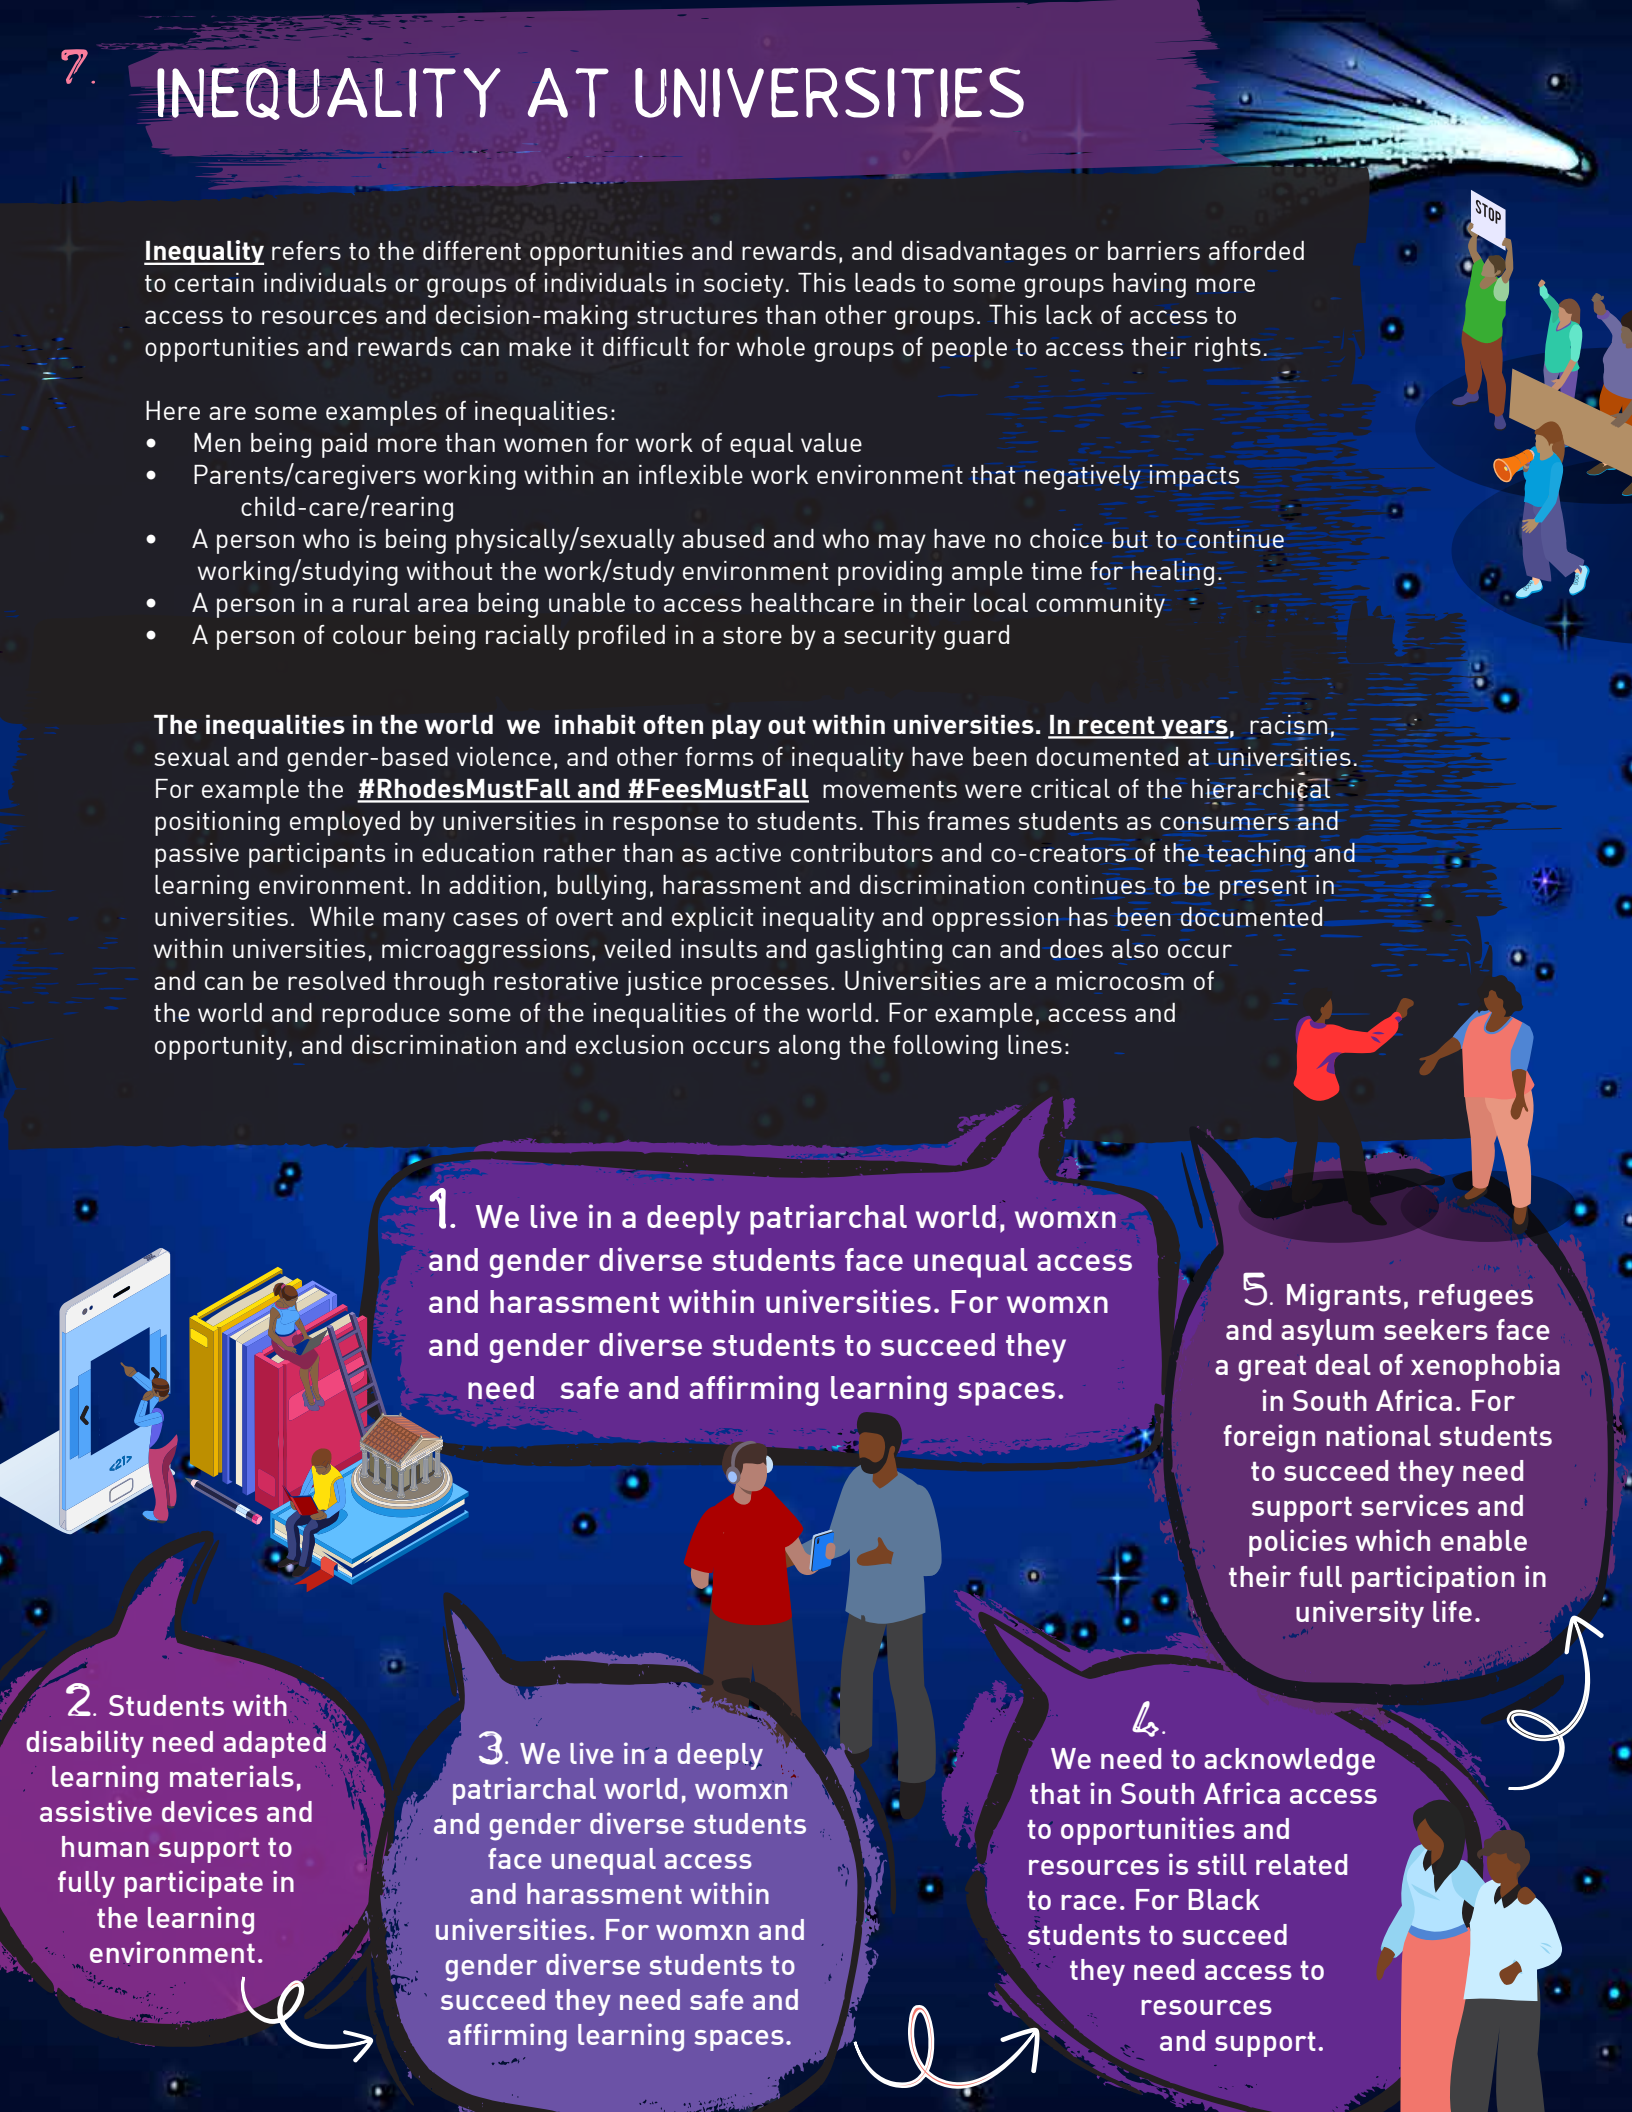 7.
INEQUALITY AT UNIVERSITIES
STOP
Inequality refers to the different opportunities and rewards, and disadvantages or barriers afforded
to certain individuals or groups of individuals in society. This leads to some groups having more
access to resources and decision-making structures than other groups. This lack of access to
opportunities and rewards can make it difficult for whole groups of people to access their rights.
Here are some examples of inequalities:
• Men being paid more than women for work of equal value
• Parents/caregivers working within an inflexible work environment that negatively impacts
child-care/rearing
• A person who is being physically/sexually abused and who may have no choice but to continue
working/studying without the work/study environment providing ample time for healing.
• A person in a rural area being unable to access healthcare in their local community
• A person of colour being racially profiled in a store by a security guard
The inequalities in the world we inhabit often play out within universities. In recent years, racism,
sexual and gender-based violence, and other forms of inequality have been documented at universities.
For example the #RhodesMustFall and #FeesMustFall movements were critical of the hierarchical
positioning employed by universities in response to students. This frames students as consumers and
passive participants in education rather than as active contributors and co-creators of the teaching and
learning environment. In addition, bullying, harassment and discrimination continues to be present in
universities. While many cases of overt and explicit inequality and oppression has been documented
within universities, microaggressions, veiled insults and gaslighting can and does also occur
and can be resolved through restorative justice processes. Universities are a microcosm of
the world and reproduce some of the inequalities of the world. For example, access and
opportunity, and discrimination and exclusion occurs along the following lines:
1. We live in a deeply patriarchal world, womxn
and gender diverse students face unequal access
and harassment within universities. For womxn
and gender diverse students to succeed they
need safe and affirming learning spaces.
<21>
2. Students with
disability need adapted
learning materials,
assistive devices and
human support to
fully participate in
the learning
environment.
3. We live in a deeply
patriarchal world, womxn
and gender diverse students
face unequal access
and harassment within
universities. For womxn and
gender diverse students to
succeed they need safe and
affirming learning spaces.
4.
We need to acknowledge
that in South Africa access
to opportunities and
resources is still related
to race. For Black
students to succeed
they need access to
resources
and support.
5. Migrants, refugees
and asylum seekers face
a great deal of xenophobia
in South Africa. For
foreign national students
to succeed they need
support services and
policies which enable
their full participation in
university life.